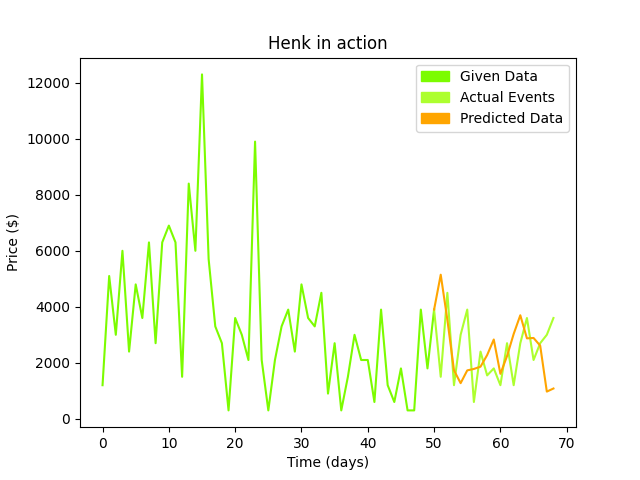 Henk in action
Given Data
Actual Events
Predicted Data
12000
10000
8000
6000
4000
2000
0
Price ($)
0 10 20 30 40 50 60 70
Time (days)